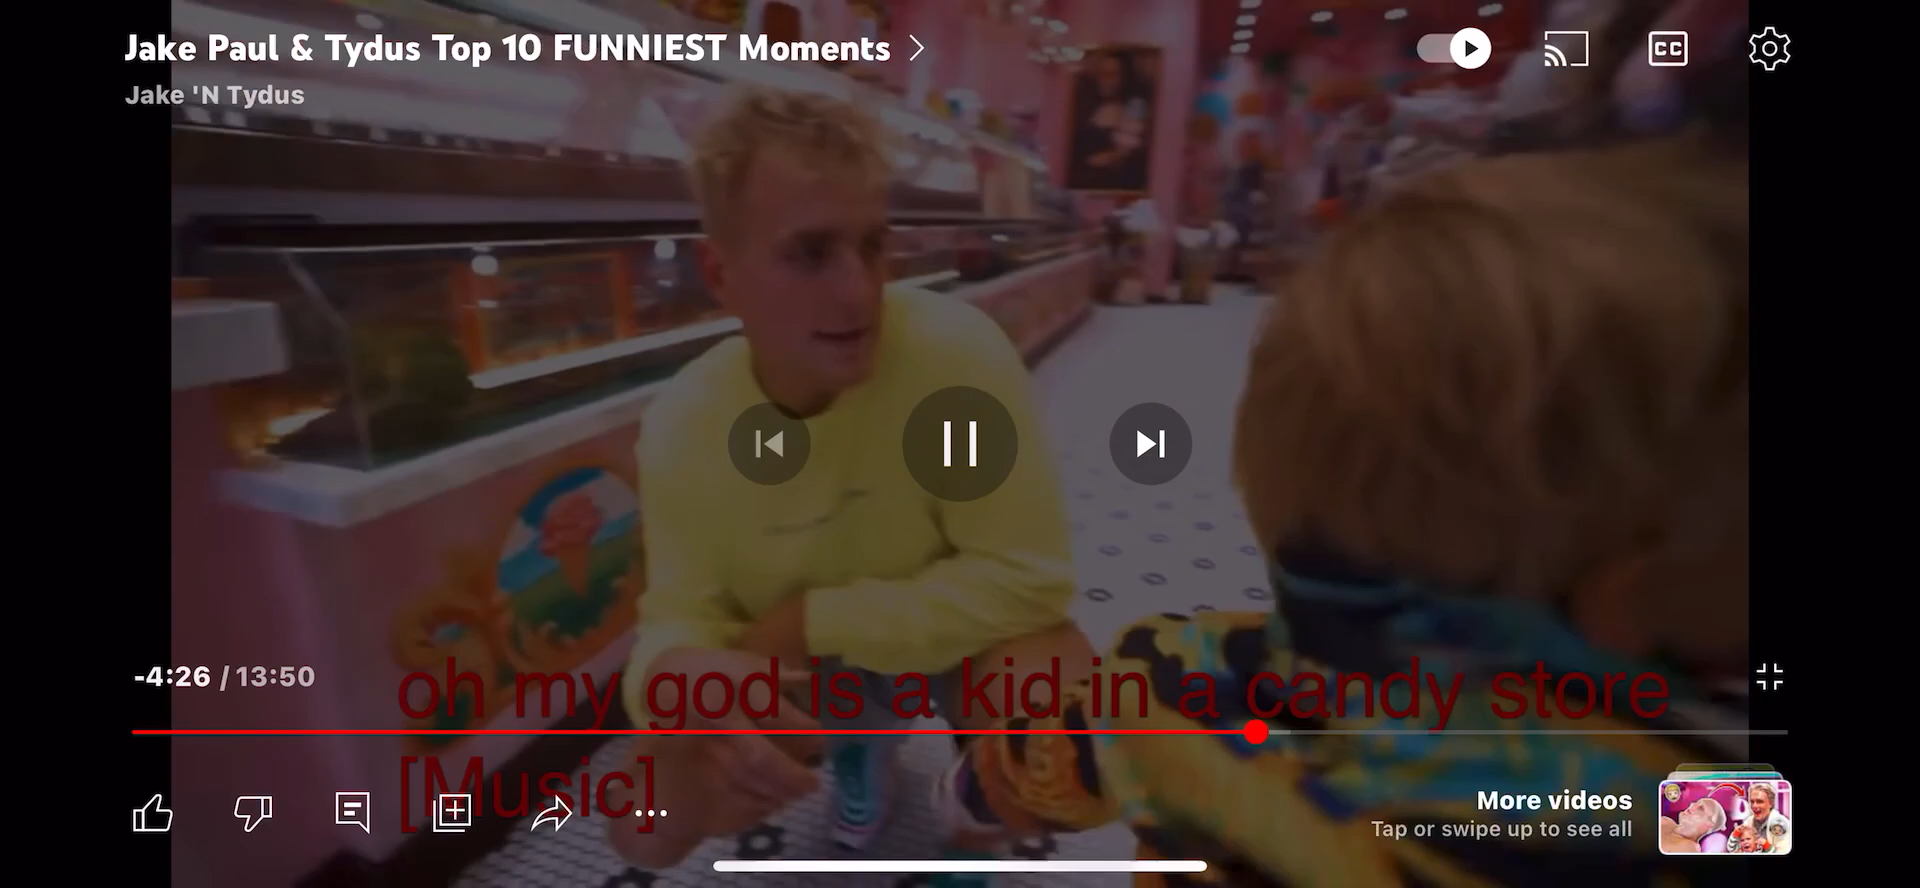 Jake Paul & Tydus Top 10 FUNNIEST Moments
Jake 'N Tydus
CC
-4:26 / 13:50
oh my god is a kid in a candy store
[Music]
More videos
Tap or swipe up to see all